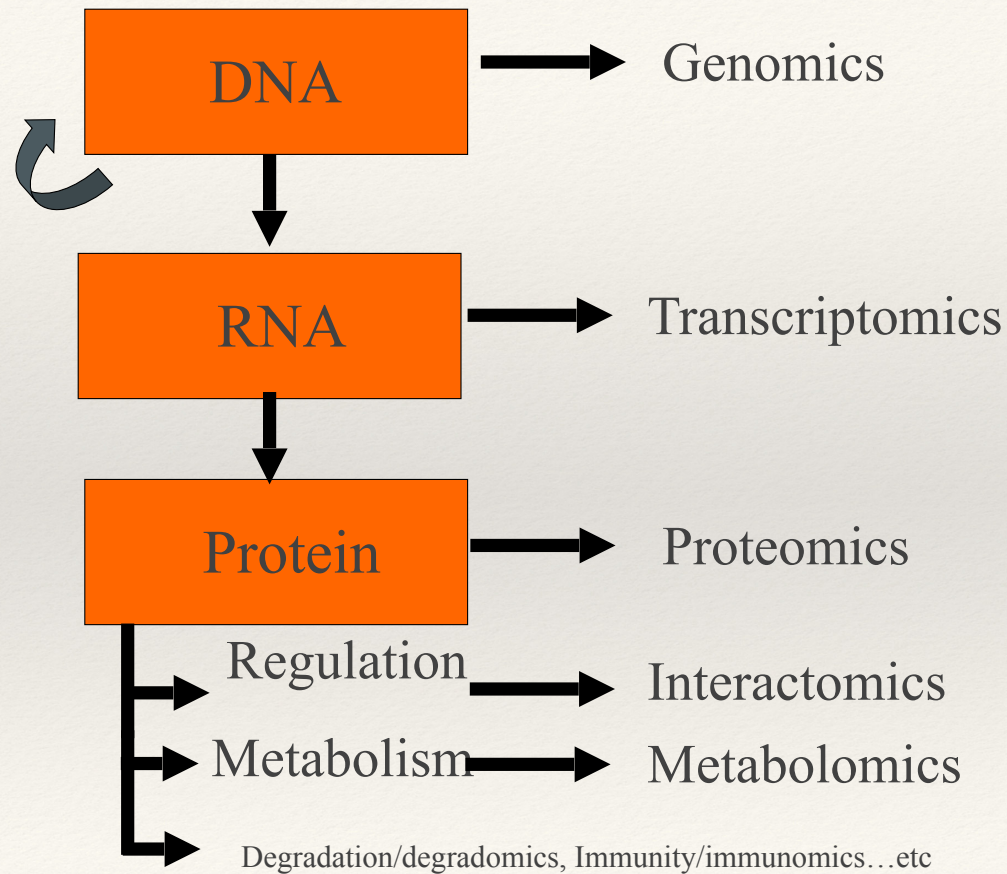 DNA
Genomics
RNA
Transcriptomics
Protein
Proteomics
Regulation
Interactomics
Metabolism
Metabolomics
Degradation/degradomics, Immunity/immunomics…etc